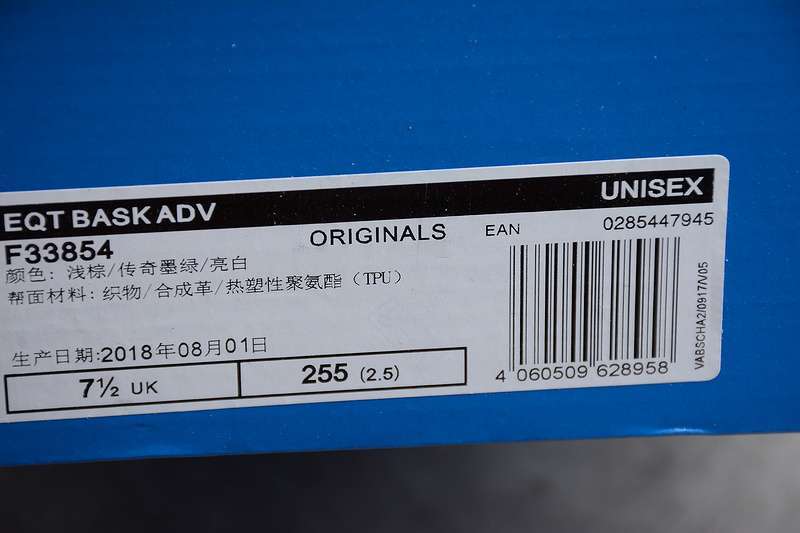 EQT BASK ADV UNISEX
F33854 ORIGINALS EAN 0285447945
颜色: 浅棕/传奇墨绿/亮白
帮面材料: 织物/合成革/热塑性聚氨酯（TPU）
生产日期:2018年08月01日
7½ UK 255 (2.5)
4 060509 628958
VABSCHA2/0917/V05